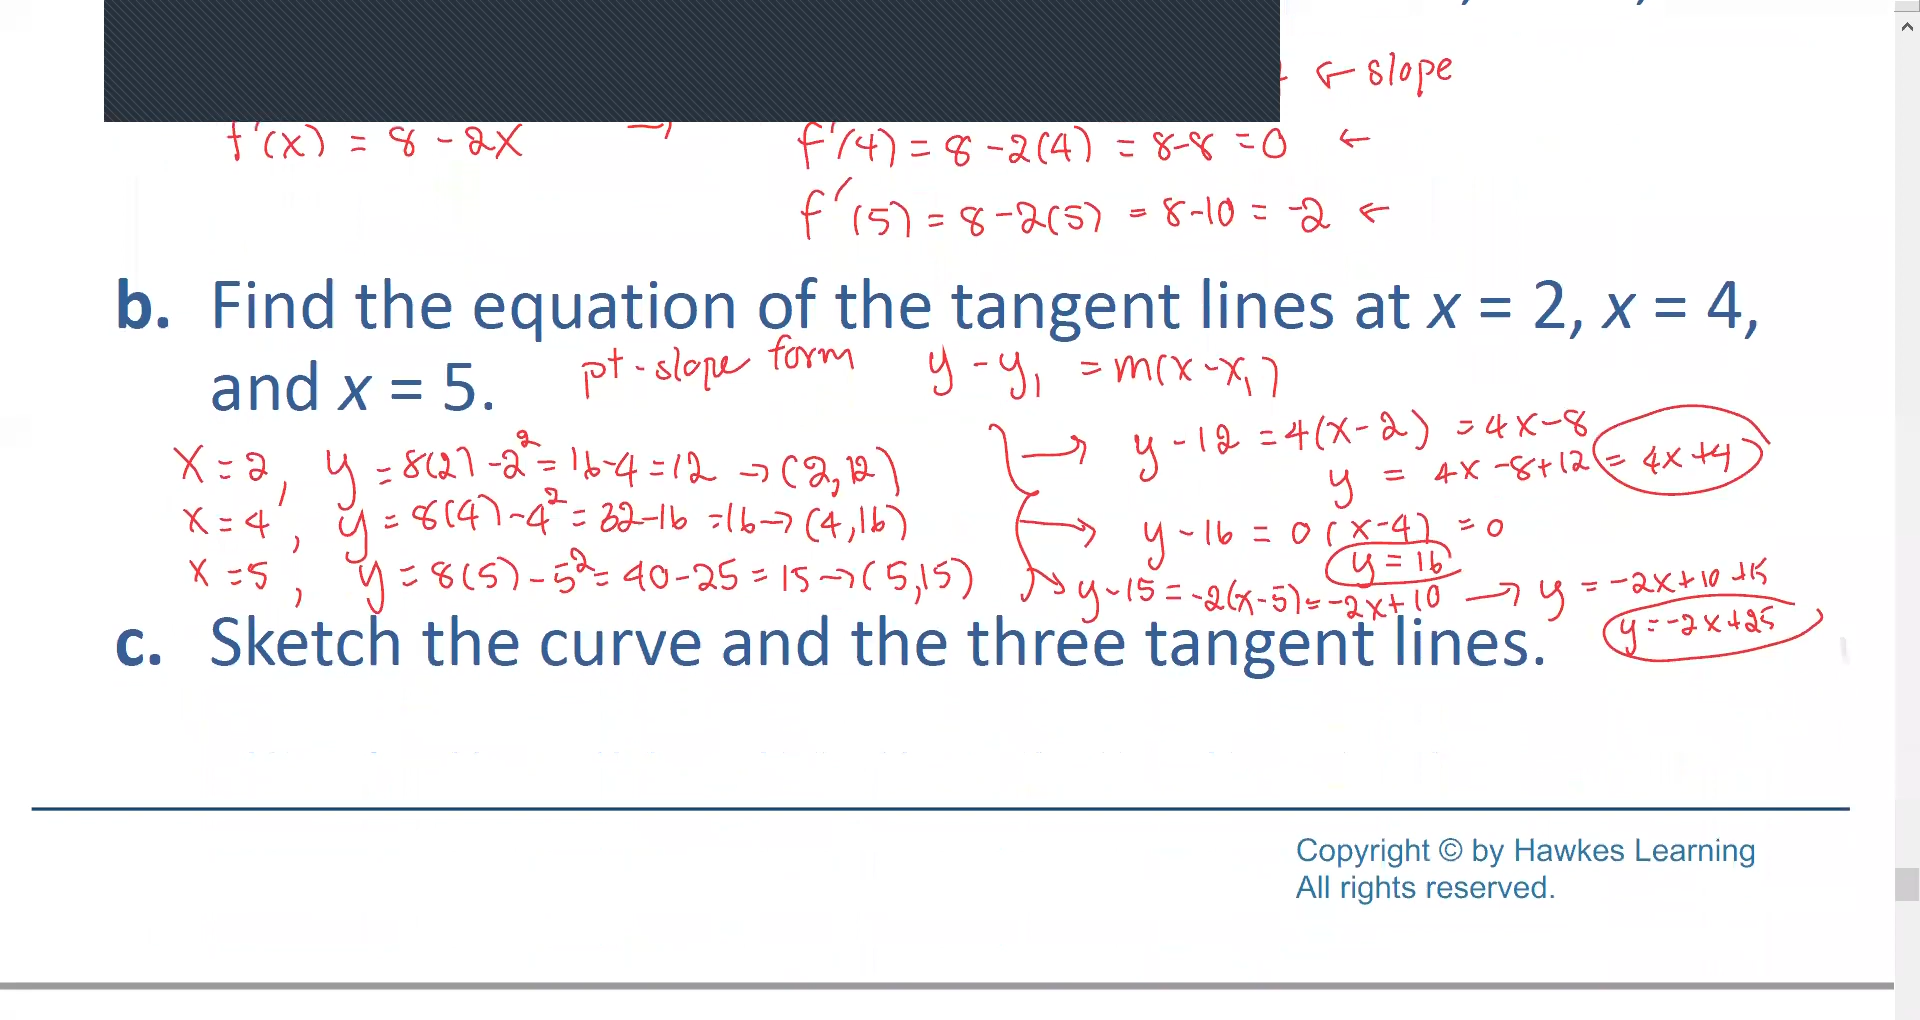 ← slope
f'(x) = 8 - 2x → f'(4) = 8 - 2(4) = 8-8 = 0 ←
f'(5) = 8 - 2(5) = 8-10 = -2 ←
b. Find the equation of the tangent lines at x = 2, x = 4,
and x = 5. pt-slope form y - y₁ = m(x - x₁)
x = 2, y = 8(2) - 2² = 16 - 4 = 12 → (2,12)
x = 4, y = 8(4) - 4² = 32 - 16 = 16 → (4,16)
x = 5, y = 8(5) - 5² = 40 - 25 = 15 → (5,15)
→ y - 12 = 4(x - 2) = 4x - 8
y = 4x - 8 + 12 = 4x + 4
→ y - 16 = 0(x - 4) = 0
y = 16
→ y - 15 = -2(x - 5) = -2x + 10 → y = -2x + 10 + 15
y = -2x + 25
c. Sketch the curve and the three tangent lines.
Copyright © by Hawkes Learning
All rights reserved.